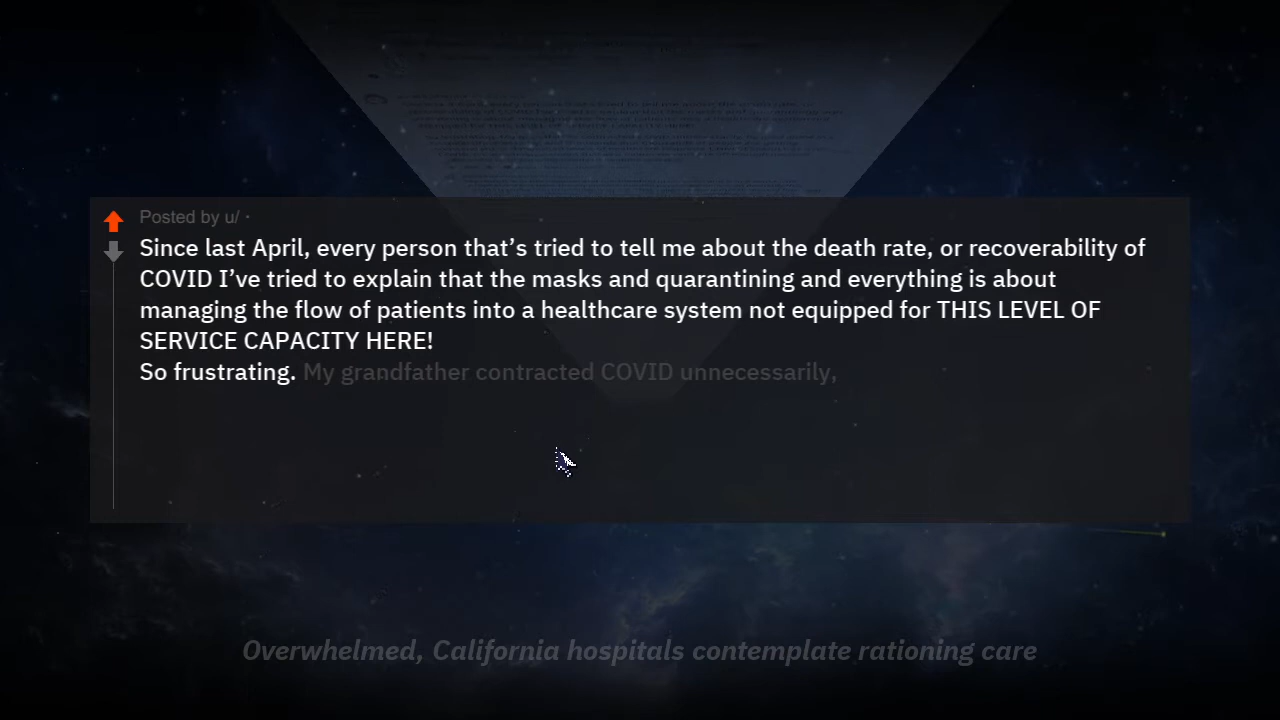 Posted by u/ ·
Since last April, every person that’s tried to tell me about the death rate, or recoverability of
COVID I’ve tried to explain that the masks and quarantining and everything is about
managing the flow of patients into a healthcare system not equipped for THIS LEVEL OF
SERVICE CAPACITY HERE!
So frustrating. My grandfather contracted COVID unnecessarily,
Overwhelmed, California hospitals contemplate rationing care